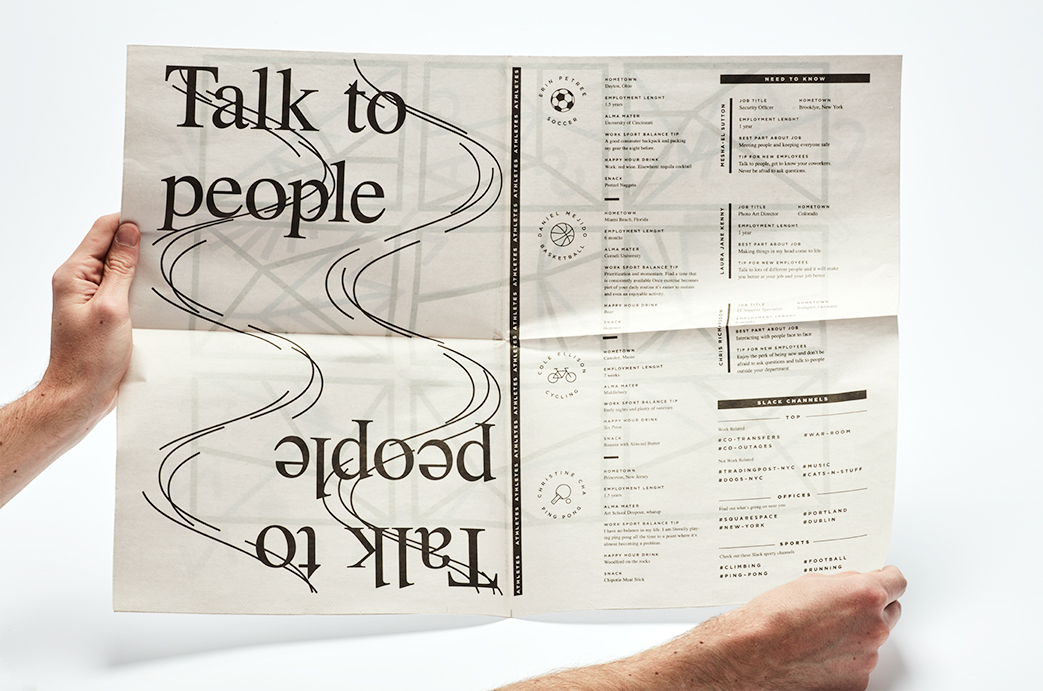 Talk to
people
people
Talk to
ATHLETES ATHLETES ATHLETES ATHLETES ATHLETES ATHLETES ATHLETES ATHLETES ATHLETES ATHLETES
ERIN PETREE
SOCCER
HOMETOWN
Dayton, Ohio
EMPLOYMENT LENGHT
1.5 years
ALMA MATER
University of Cincinnati
WORK SPORT BALANCE TIP
A good commuter backpack and packing
my gear the night before.
HAPPY HOUR DRINK
Work: red wine. Elsewhere: tequila cocktail
SNACK
Pretzel Nuggets
DANIEL MEJIDO
BASKETBALL
HOMETOWN
Miami Beach, Florida
EMPLOYMENT LENGHT
8 months
ALMA MATER
Cornell University
WORK SPORT BALANCE TIP
Prioritization and momentum. Find a time that
is consistently available Once exercise becomes
part of your daily routine it's easier to sustain
and even an enjoyable activity.
HAPPY HOUR DRINK
Beer
SNACK
COLE ELLISON
CYCLING
HOMETOWN
EMPLOYMENT LENGHT
7 weeks
ALMA MATER
Middlebury
WORK SPORT BALANCE TIP
Early nights and plenty of sunscreen
HAPPY HOUR DRINK
SNACK
Banana with Almond Butter
CHRISTINE CHA
PING PONG
HOMETOWN
Princeton, New Jersey
EMPLOYMENT LENGHT
1.5 years
ALMA MATER
Art School Dropout, whatup
WORK SPORT BALANCE TIP
I have no balance in my life. I am literally play-
ing ping pong all the time to a point where it's
almost becoming a problem.
HAPPY HOUR DRINK
Woodford on the rocks
SNACK
Chipotle Meat Stick
NEED TO KNOW
MESHA-EL SUTTON
JOB TITLE HOMETOWN
Security Officer Brooklyn, New York
EMPLOYMENT LENGHT
1 year
BEST PART ABOUT JOB
Meeting people and keeping everyone safe
TIP FOR NEW EMPLOYEES
Talk to people, get to know your coworkers.
Never be afraid to ask questions.
LAURA JANE KENNY
JOB TITLE HOMETOWN
Photo Art Director Colorado
EMPLOYMENT LENGHT
1 year
BEST PART ABOUT JOB
Making things in my head come to life
TIP FOR NEW EMPLOYEES
Talk to lots of different people and it will make
you better at your job and your job better
CHRIS
JOB TITLE HOMETOWN
BEST PART ABOUT JOB
Interacting with people face to face
TIP FOR NEW EMPLOYEES
Enjoy the perk of being new and don't be
afraid to ask questions and talk to people
outside your department.
SLACK CHANNELS
TOP
Work Related
#CO-TRANSFERS #WAR-ROOM
#CO-OUTAGES
Not Work Related
#TRADINGPOST-NYC #MUSIC
#DOGS-NYC #CATS-N-STUFF
OFFICES
Find out what's going on near you
#SQUARESPACE #PORTLAND
#NEW-YORK #DUBLIN
SPORTS
Check out these Slack sporty channels
#CLIMBING #FOOTBALL
#PING-PONG #RUNNING